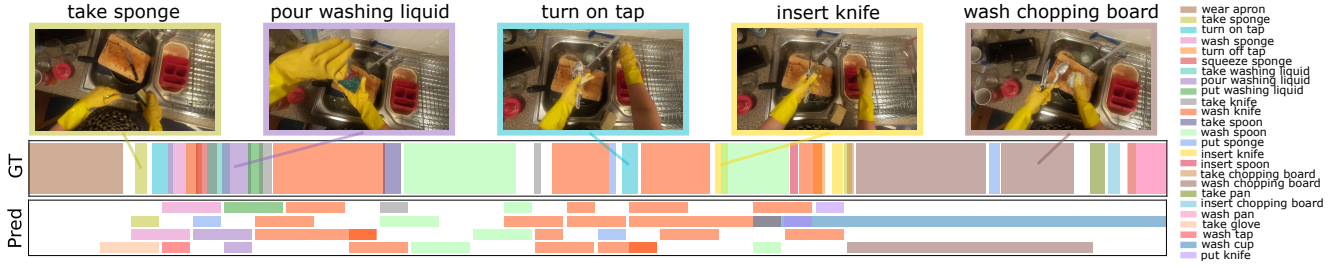 take sponge
pour washing liquid
turn on tap
insert knife
wash chopping board
GT
Pred
wear apron
take sponge
turn on tap
wash sponge
turn off tap
squeeze sponge
take washing liquid
pour washing liquid
put washing liquid
take knife
wash knife
take spoon
wash spoon
put sponge
insert knife
insert spoon
take chopping board
wash chopping board
take pan
insert chopping board
wash pan
take glove
wash tap
wash cup
put knife